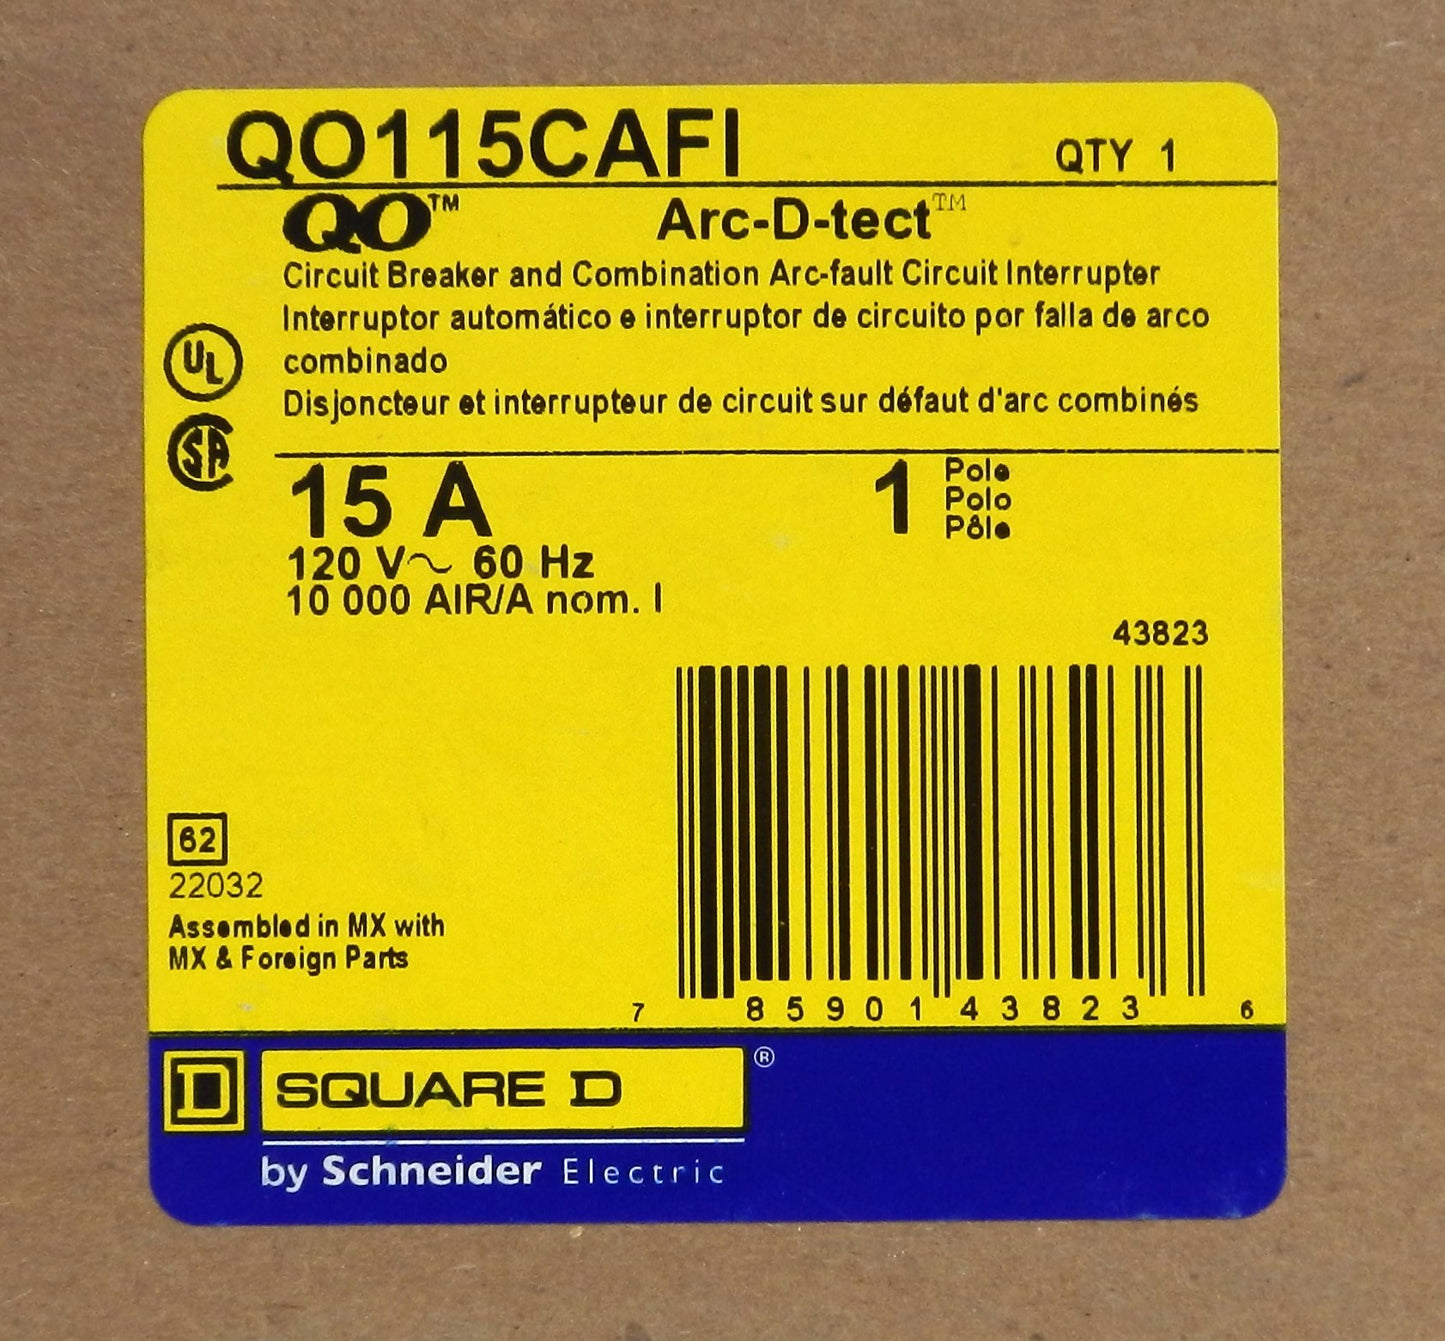 QO115CAFI QTY 1
QO™ Arc-D-tect™
Circuit Breaker and Combination Arc-fault Circuit Interrupter
Interruptor automático e interruptor de circuito por falla de arco
combinado
Disjoncteur et interrupteur de circuit sur défaut d'arc combinés
UL
SA
15 A 1 Pole
Polo
Pôle
120 V~ 60 Hz
10 000 AIR/A nom. I
43823
7 85901 43823 6
62
22032
Assembled in MX with
MX & Foreign Parts
D SQUARE D ®
by Schneider Electric